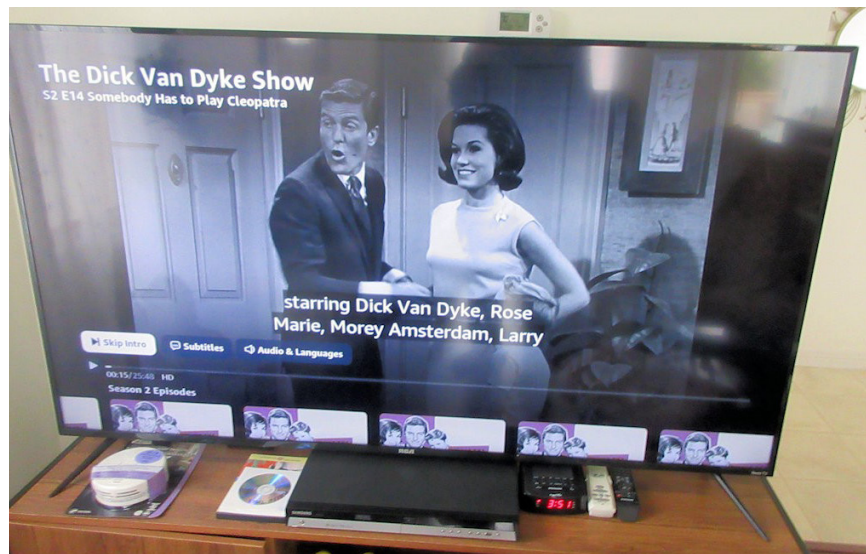 The Dick Van Dyke Show
S2 E14 Somebody Has to Play Cleopatra
starring Dick Van Dyke, Rose
Marie, Morey Amsterdam, Larry
Skip Intro
Subtitles
Audio & Languages
00:15/25:48 HD
Season 2 Episodes
RCA
SAMSUNG
3:51